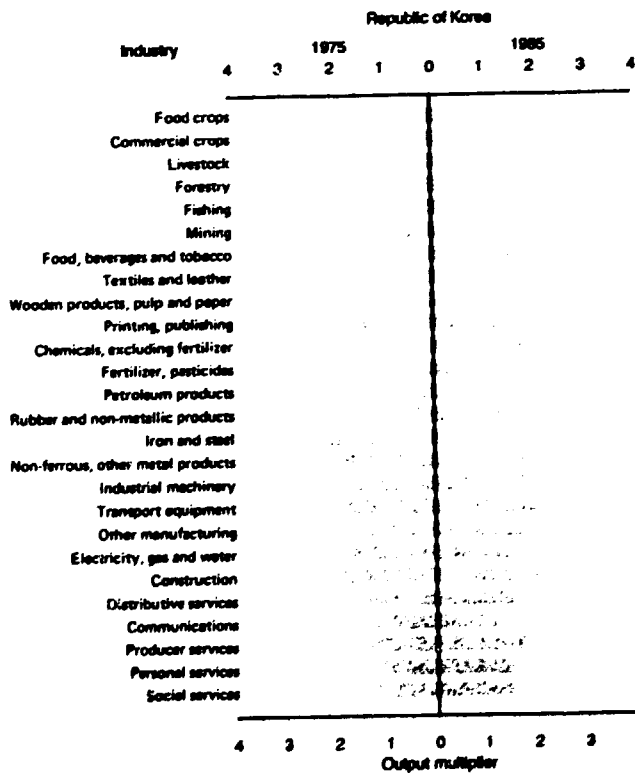 Republic of Korea
Industry 1975 1985
4 3 2 1 0 1 2 3 4
Food crops
Commercial crops
Livestock
Forestry
Fishing
Mining
Food, beverages and tobacco
Textiles and leather
Wooden products, pulp and paper
Printing, publishing
Chemicals, excluding fertilizer
Fertilizer, pesticides
Petroleum products
Rubber and non-metallic products
Iron and steel
Non-ferrous, other metal products
Industrial machinery
Transport equipment
Other manufacturing
Electricity, gas and water
Construction
Distributive services
Communications
Producer services
Personal services
Social services
4 3 2 1 0 1 2 3
Output multiplier